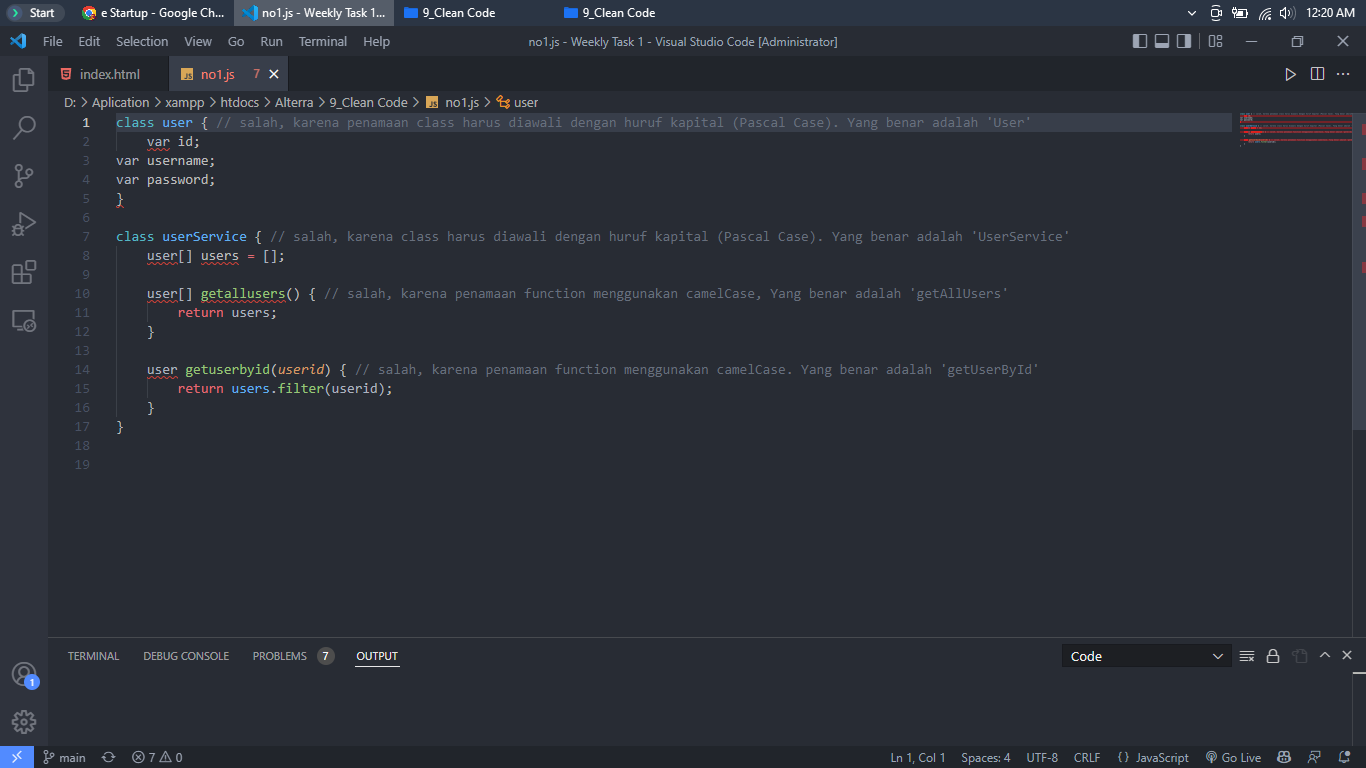 Start
e Startup - Google Ch...
no1.js - Weekly Task 1...
9_Clean Code
9_Clean Code
12:20 AM
File Edit Selection View Go Run Terminal Help
no1.js - Weekly Task 1 - Visual Studio Code [Administrator]
index.html
JS no1.js 7
D: > Aplication > xampp > htdocs > Alterra > 9_Clean Code > JS no1.js > user
1 class user { // salah, karena penamaan class harus diawali dengan huruf kapital (Pascal Case). Yang benar adalah 'User'
2 var id;
3 var username;
4 var password;
5 }
6
7 class userService { // salah, karena class harus diawali dengan huruf kapital (Pascal Case). Yang benar adalah 'UserService'
8 user[] users = [];
9
10 user[] getallusers() { // salah, karena penamaan function menggunakan camelCase, Yang benar adalah 'getAllUsers'
11 return users;
12 }
13
14 user getuserbyid(userid) { // salah, karena penamaan function menggunakan camelCase. Yang benar adalah 'getUserById'
15 return users.filter(userid);
16 }
17 }
18
19
TERMINAL DEBUG CONSOLE PROBLEMS 7 OUTPUT
Code
1
main 7 0
Ln 1, Col 1 Spaces: 4 UTF-8 CRLF {} JavaScript Go Live